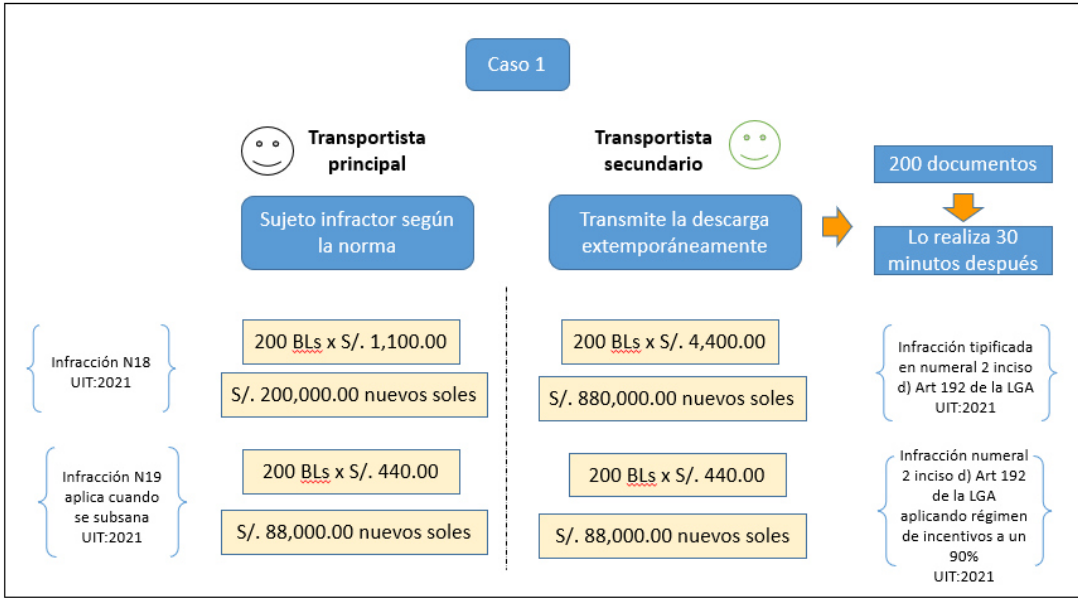 Caso 1
Transportista
principal
Transportista
secundario
200 documentos
Sujeto infractor según
la norma
Transmite la descarga
extemporáneamente
Lo realiza 30
minutos después
Infracción N18
UIT:2021
200 BLs x S/. 1,100.00
S/. 200,000.00 nuevos soles
200 BLs x S/. 4,400.00
S/. 880,000.00 nuevos soles
Infracción tipificada
en numeral 2 inciso
d) Art 192 de la LGA
UIT:2021
Infracción N19
aplica cuando
se subsana
UIT:2021
200 BLs x S/. 440.00
S/. 88,000.00 nuevos soles
200 BLs x S/. 440.00
S/. 88,000.00 nuevos soles
Infracción numeral
2 inciso d) Art 192
de la LGA
aplicando régimen
de incentivos a un
90%
UIT:2021